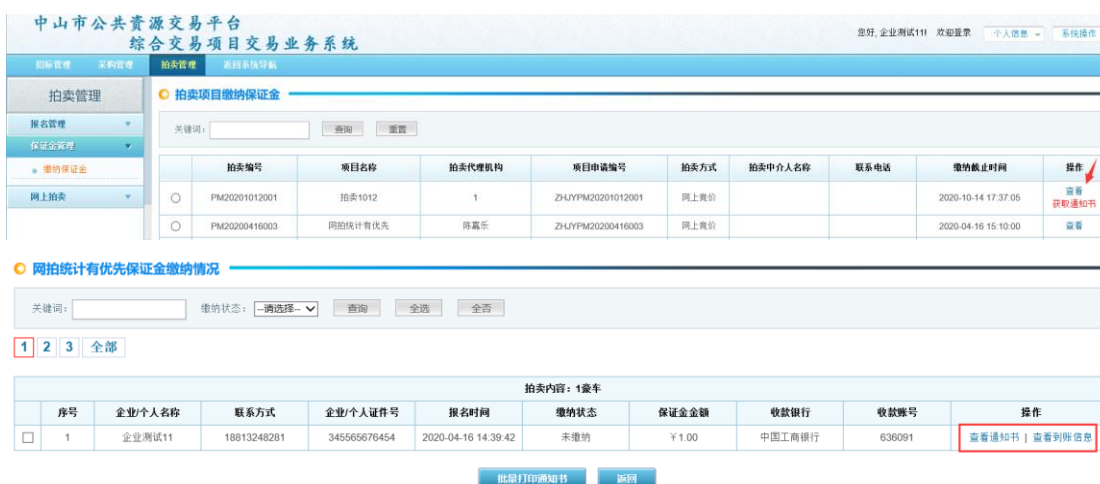 中山市公共资源交易平台
综合交易项目交易业务系统
您好, 企业测试11! 欢迎登录 个人信息 系统操作
招标管理 采购管理 拍卖管理 返回系统导航
拍卖管理
报名管理
保证金管理
缴纳保证金
网上拍卖
拍卖项目缴纳保证金
关键词: 查询 重置
拍卖编号 项目名称 拍卖代理机构 项目申请编号 拍卖方式 拍卖中介人名称 联系电话 缴纳截止时间 操作
PM20201012001 拍卖1012 1 ZHJYPM20201012001 网上竞价 2020-10-14 17:37:05 查看 获取通知书
PM20200416003 网拍统计有优先 陈嘉乐 ZHJYPM20200416003 网上竞价 2020-04-16 15:10:00 查看
网拍统计有优先保证金缴纳情况
关键词: 缴纳状态: --请选择-- 查询 全选 全否
1 2 3 全部
拍卖内容: 1豪车
序号 企业/个人名称 联系方式 企业/个人证件号 报名时间 缴纳状态 保证金金额 收款银行 收款账号 操作
1 企业测试11 18813248281 345565676454 2020-04-16 14:39:42 未缴纳 ￥1.00 中国工商银行 636091 查看通知书 | 查看到账信息
批量打印通知书 返回